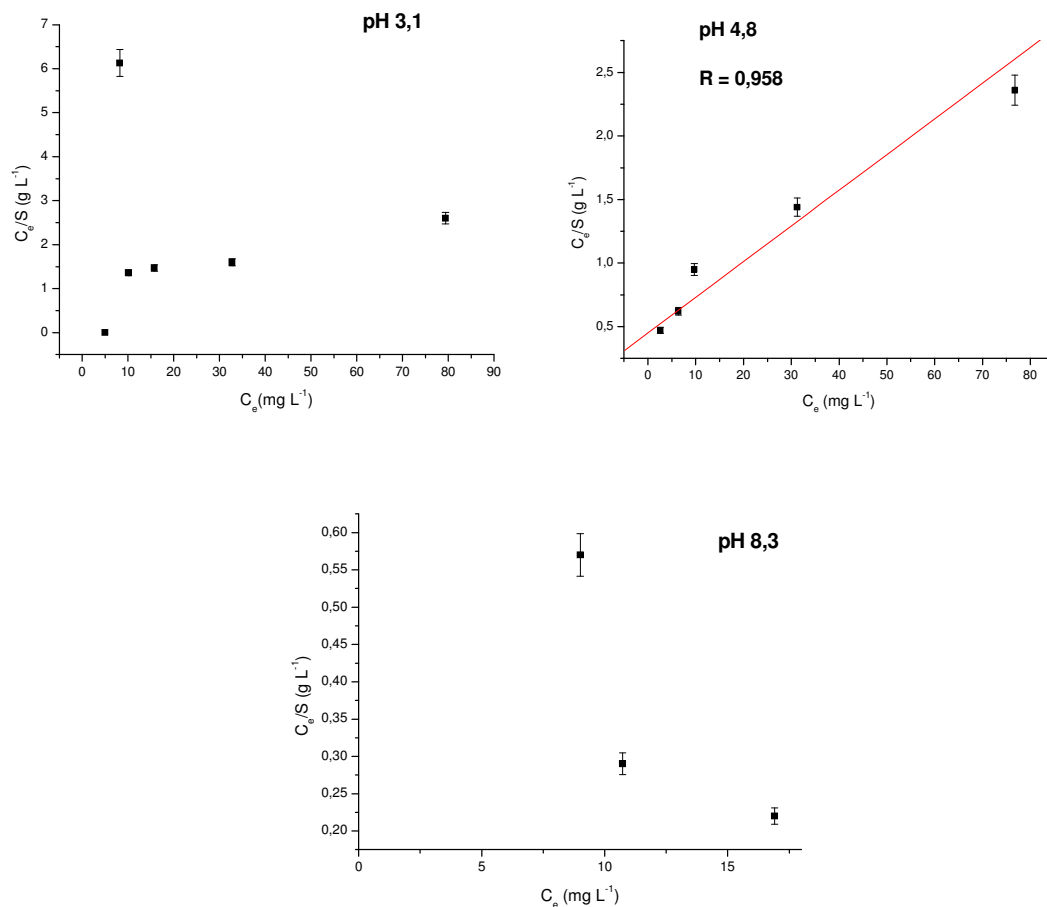 pH 3,1
7
6
5
4
3
2
1
0
C_e/S (g L⁻¹)
0 10 20 30 40 50 60 70 80 90
C_e(mg L⁻¹)
pH 4,8
R = 0,958
2,5
2,0
1,5
1,0
0,5
C_e/S (g L⁻¹)
0 10 20 30 40 50 60 70 80
C_e (mg L⁻¹)
pH 8,3
0,60
0,55
0,50
0,45
0,40
0,35
0,30
0,25
0,20
C_e/S (g L⁻¹)
0 5 10 15
C_e (mg L⁻¹)